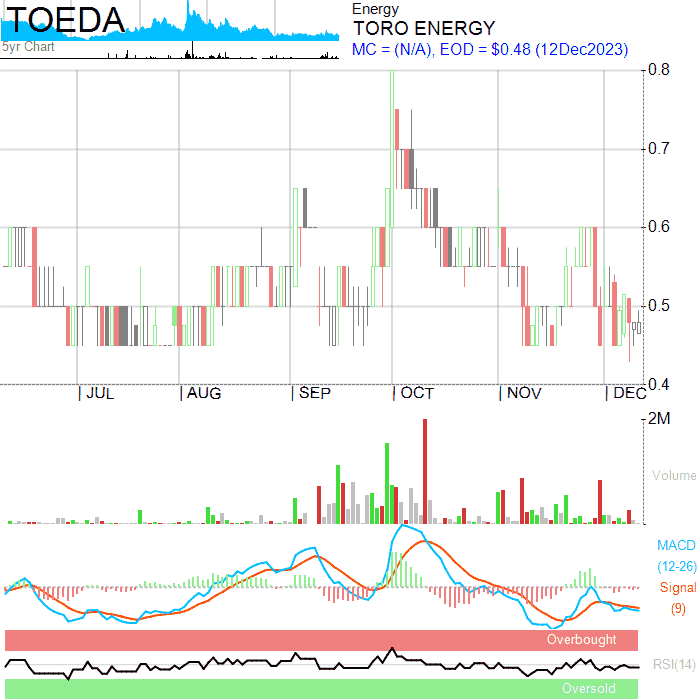 TOEDA
5yr Chart
Energy
TORO ENERGY
MC = (N/A), EOD = $0.48 (12Dec2023)
0.8
0.7
0.6
0.5
0.4
JUL
AUG
SEP
OCT
NOV
DEC
2M
Volume
MACD
(12-26)
Signal
(9)
Overbought
RSI(14)
Oversold